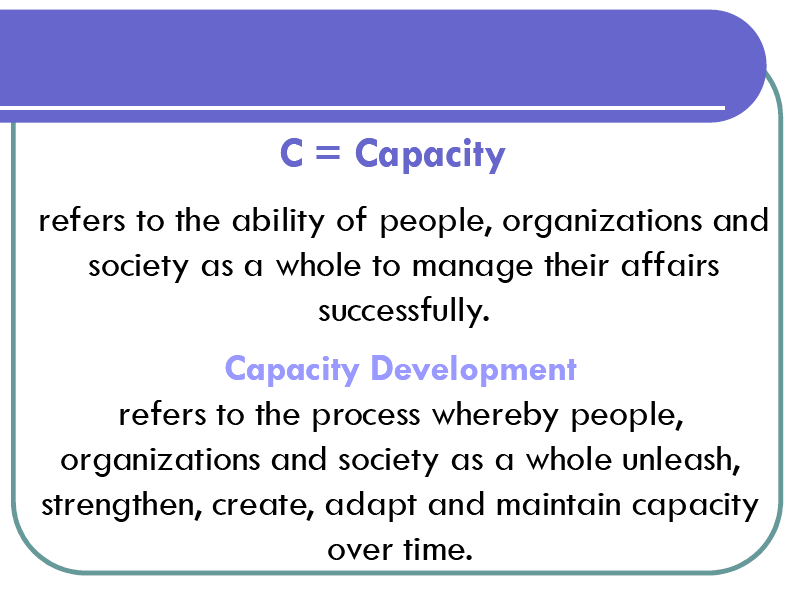 C = Capacity
refers to the ability of people, organizations and
society as a whole to manage their affairs
successfully.
Capacity Development
refers to the process whereby people,
organizations and society as a whole unleash,
strengthen, create, adapt and maintain capacity
over time.